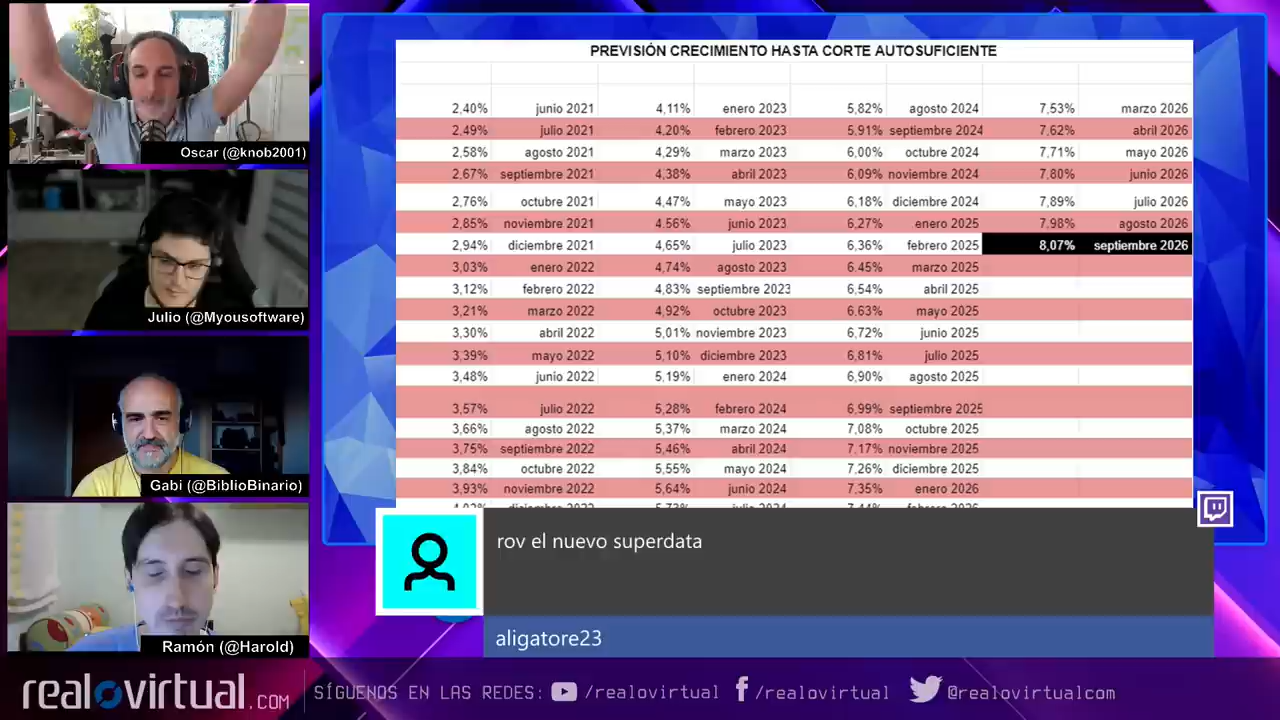 Oscar (@knob2001)
Julio (@Myousoftware)
Gabi (@BiblioBinario)
Ramón (@Harold)
PREVISIÓN CRECIMIENTO HASTA CORTE AUTOSUFICIENTE
2,40% junio 2021 4,11% enero 2023 5,82% agosto 2024 7,53% marzo 2026
2,49% julio 2021 4,20% febrero 2023 5,91% septiembre 2024 7,62% abril 2026
2,58% agosto 2021 4,29% marzo 2023 6,00% octubre 2024 7,71% mayo 2026
2,67% septiembre 2021 4,38% abril 2023 6,09% noviembre 2024 7,80% junio 2026
2,76% octubre 2021 4,47% mayo 2023 6,18% diciembre 2024 7,89% julio 2026
2,85% noviembre 2021 4,56% junio 2023 6,27% enero 2025 7,98% agosto 2026
2,94% diciembre 2021 4,65% julio 2023 6,36% febrero 2025 8,07% septiembre 2026
3,03% enero 2022 4,74% agosto 2023 6,45% marzo 2025
3,12% febrero 2022 4,83% septiembre 2023 6,54% abril 2025
3,21% marzo 2022 4,92% octubre 2023 6,63% mayo 2025
3,30% abril 2022 5,01% noviembre 2023 6,72% junio 2025
3,39% mayo 2022 5,10% diciembre 2023 6,81% julio 2025
3,48% junio 2022 5,19% enero 2024 6,90% agosto 2025
3,57% julio 2022 5,28% febrero 2024 6,99% septiembre 2025
3,66% agosto 2022 5,37% marzo 2024 7,08% octubre 2025
3,75% septiembre 2022 5,46% abril 2024 7,17% noviembre 2025
3,84% octubre 2022 5,55% mayo 2024 7,26% diciembre 2025
3,93% noviembre 2022 5,64% junio 2024 7,35% enero 2026
rov el nuevo superdata
aligatore23
realovirtual.com SÍGUENOS EN LAS REDES: /realovirtual /realovirtual @realovirtualcom